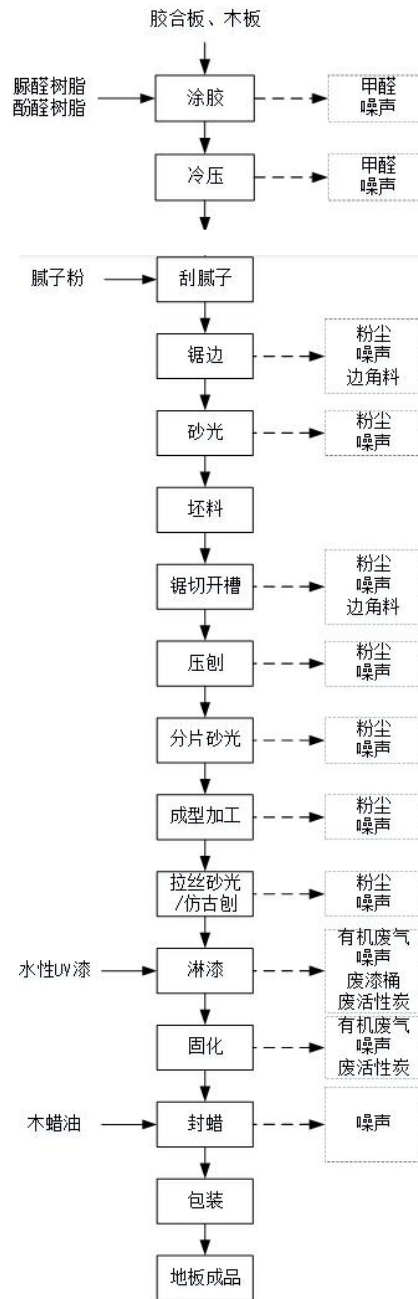 胶合板、木板
脲醛树脂
酚醛树脂
涂胶
甲醛
噪声
冷压
甲醛
噪声
腻子粉
刮腻子
锯边
粉尘
噪声
边角料
砂光
粉尘
噪声
坯料
锯切开槽
粉尘
噪声
边角料
压刨
粉尘
噪声
分片砂光
粉尘
噪声
成型加工
粉尘
噪声
拉丝砂光
/仿古刨
粉尘
噪声
水性UV漆
淋漆
有机废气
噪声
废漆桶
废活性炭
固化
有机废气
噪声
废活性炭
木蜡油
封蜡
噪声
包装
地板成品